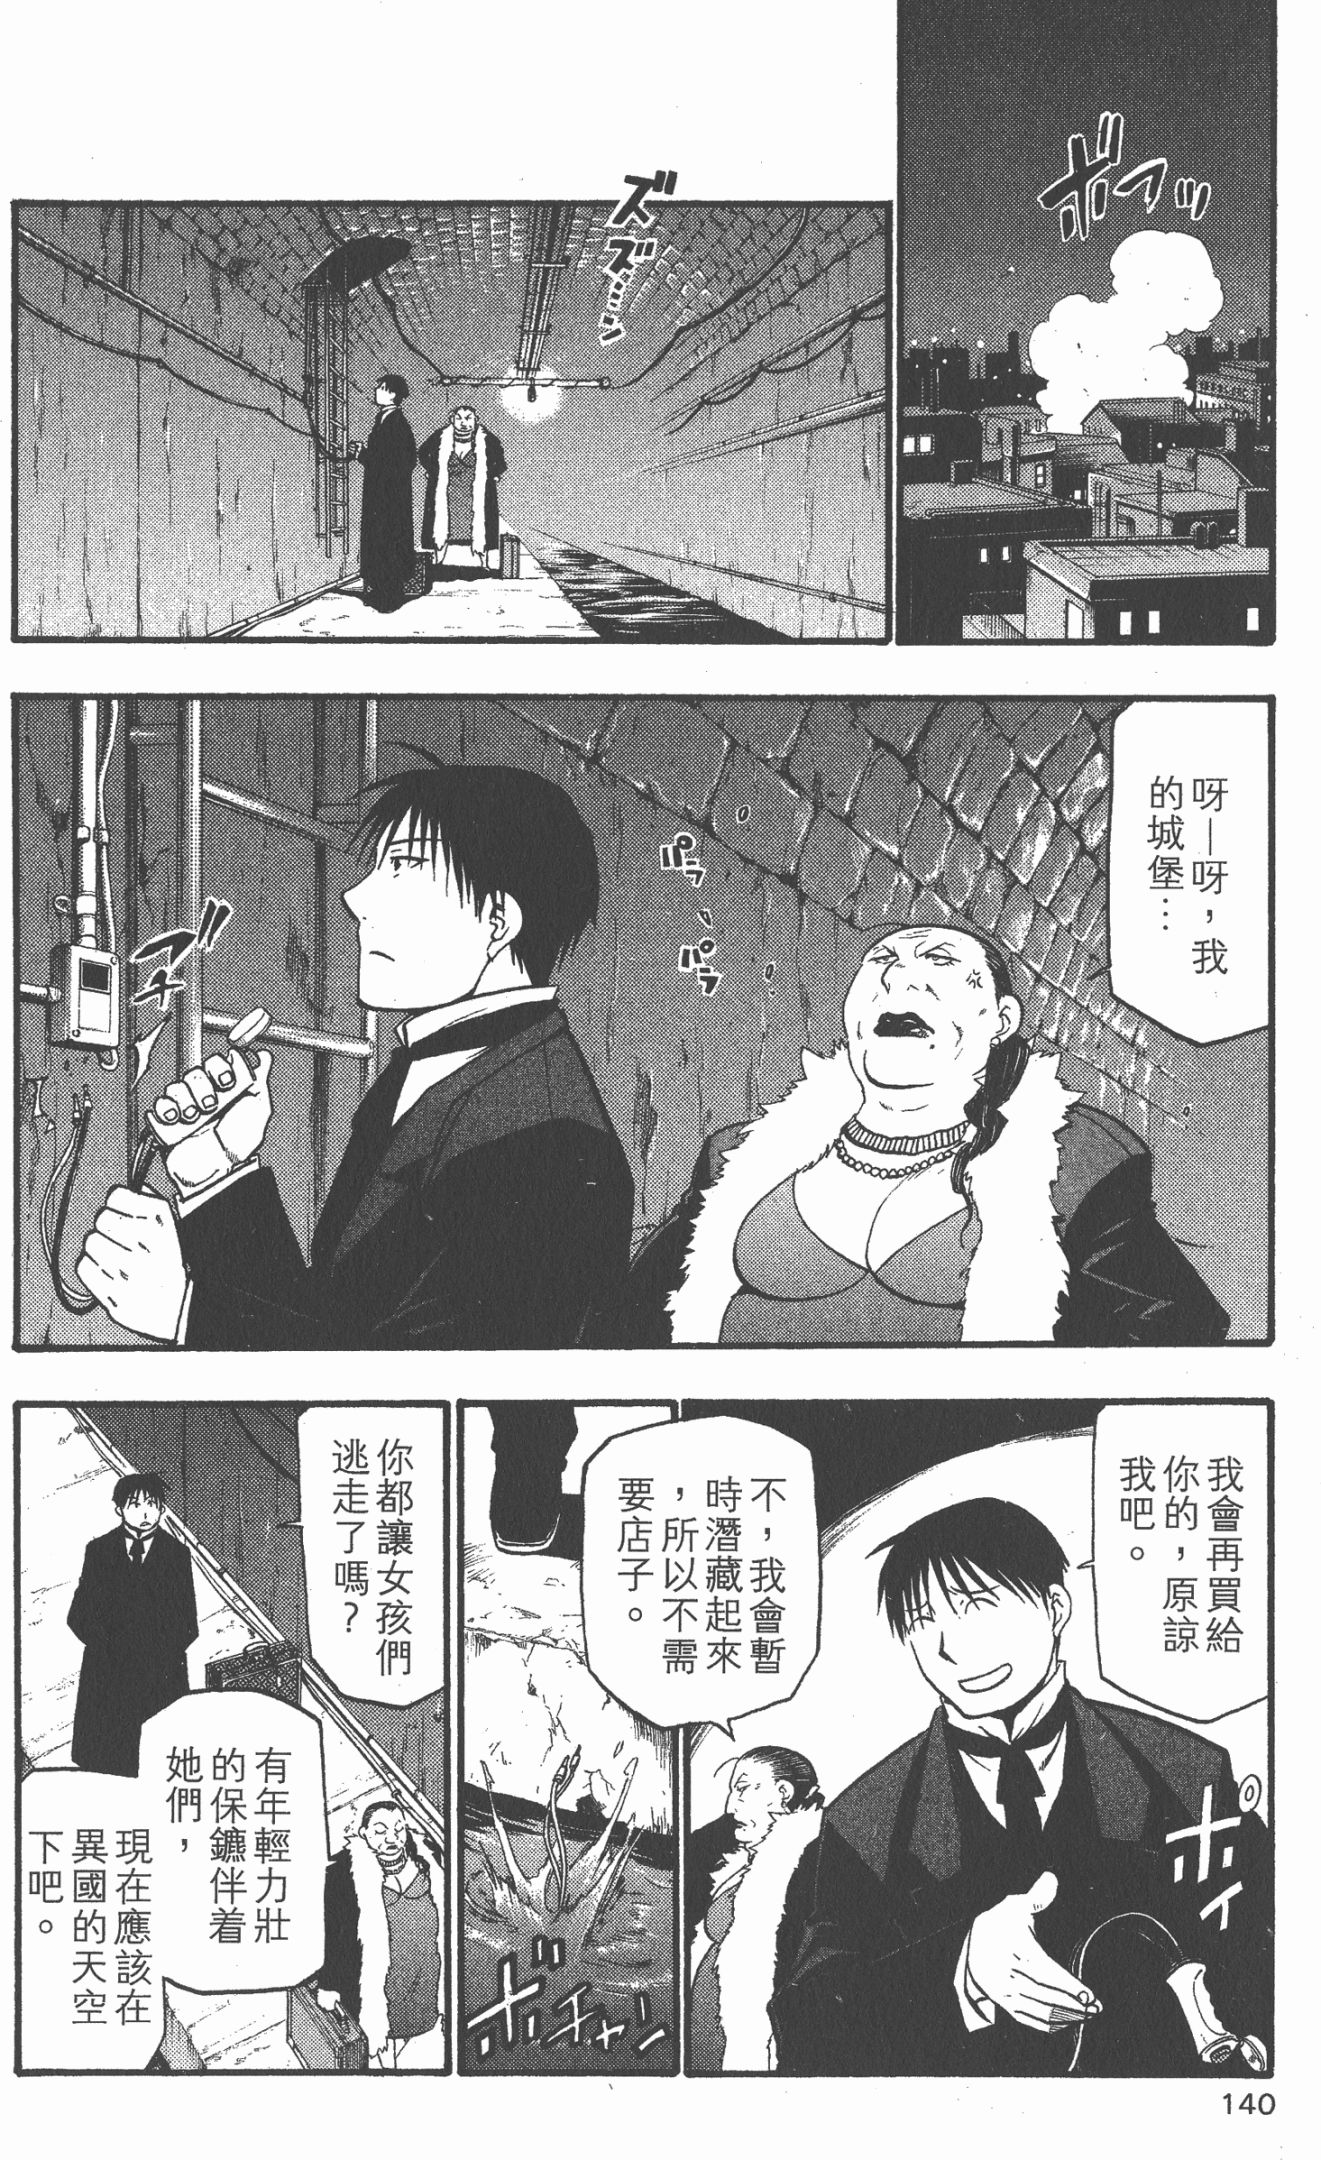 ボフッ
ズズ……ン
呀—呀，我
的城堡…
パラ
パラ
ブチッ
我會再買給
你的，原諒
我吧。
ポイ
不，我會暫
時潛藏起來
，所以不需
要店子。
ボチャン
你都讓女孩們
逃走了嗎？
有年輕力壯
的保鑣伴着
她們，
現在應該在
異國的天空
下吧。
140